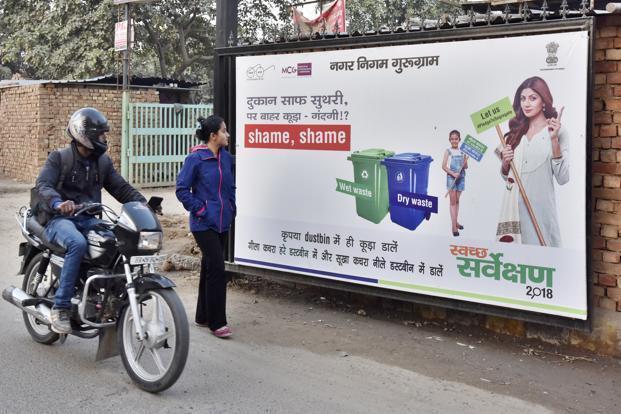 नगर निगम गुरुग्राम
MCG
दुकान साफ सुथरी,
पर बाहर कूड़ा - गंदगी!?
shame, shame
Let us
Wet waste
Dry waste
कृपया dustbin में ही कूड़ा डालें
गीला कचरा हरे डस्टबीन में और सूखा कचरा नीले डस्टबीन में डालें
स्वच्छ
सर्वेक्षण
2018